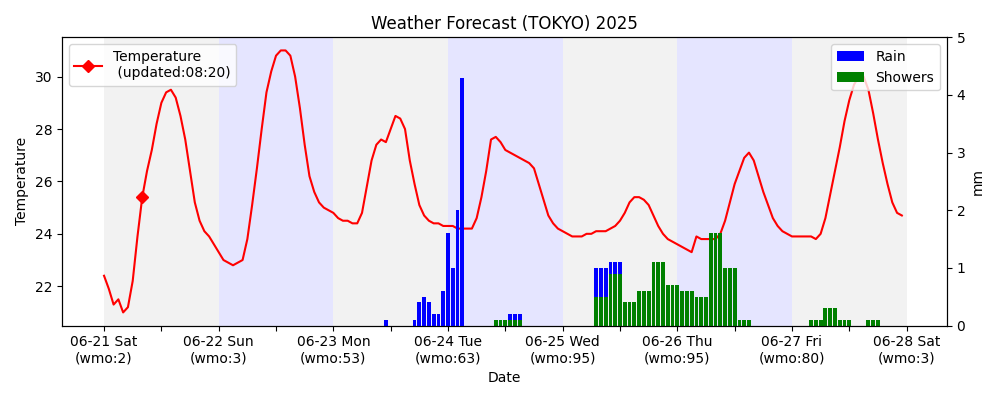 Weather Forecast (TOKYO) 2025
Temperature
(updated:08:20)
Rain
Showers
Temperature
30
28
26
24
22
5
4
3
2
1
0
mm
06-21 Sat
(wmo:2)
06-22 Sun
(wmo:3)
06-23 Mon
(wmo:53)
06-24 Tue
(wmo:63)
06-25 Wed
(wmo:95)
06-26 Thu
(wmo:95)
06-27 Fri
(wmo:80)
06-28 Sat
(wmo:3)
Date